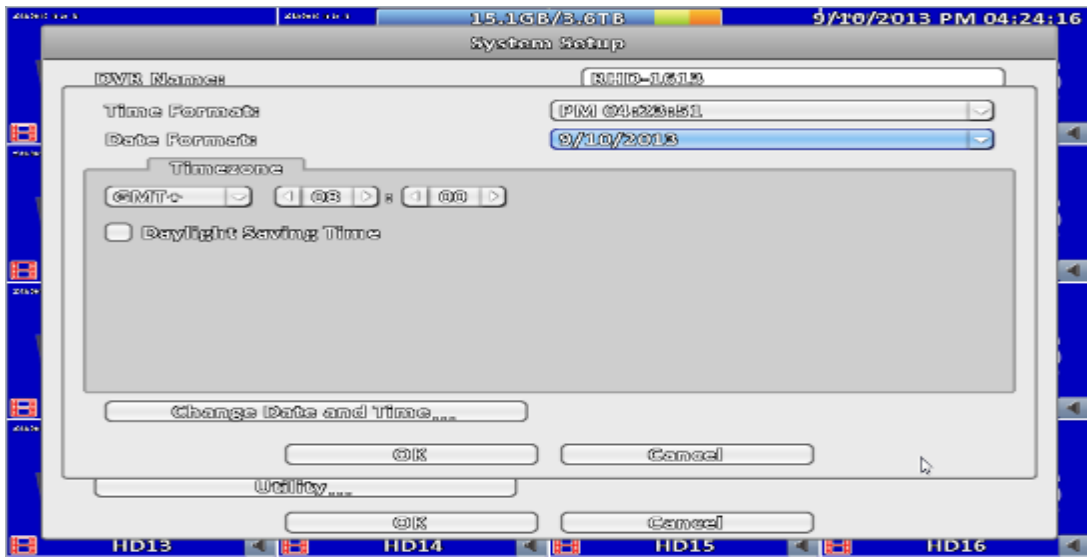 15.1GB/3.6TB 9/10/2013 PM 04:24:16
System Setup
DVR Name: RHD-1613
Time Format: PM 04:23:51
Date Format: 9/10/2013
Timezone
GMT+ 08 : 00
Daylight Saving Time
Change Date and Time...
OK Cancel
Utility...
OK Cancel
HD13 HD14 HD15 HD16